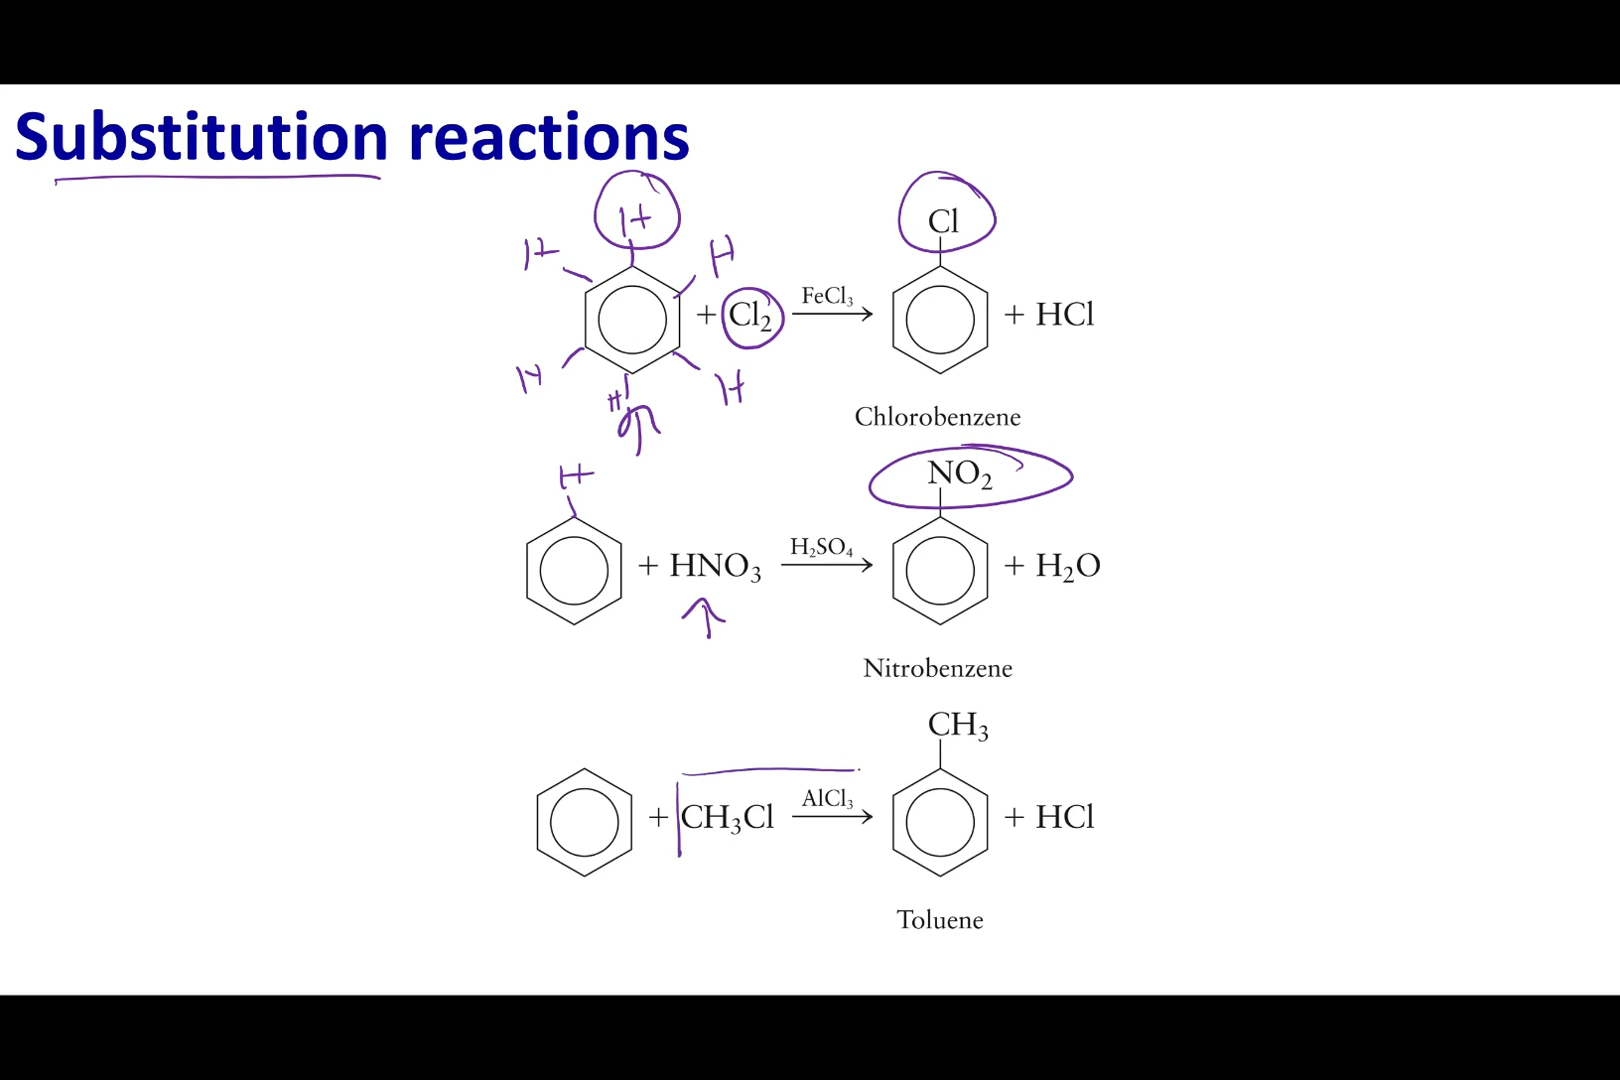 Substitution reactions
H
H H
Cl
+ Cl₂ FeCl₃ + HCl
H H
H
Chlorobenzene
H
NO₂
+ HNO₃ H₂SO₄ + H₂O
Nitrobenzene
CH₃
+ CH₃Cl AlCl₃ + HCl
Toluene